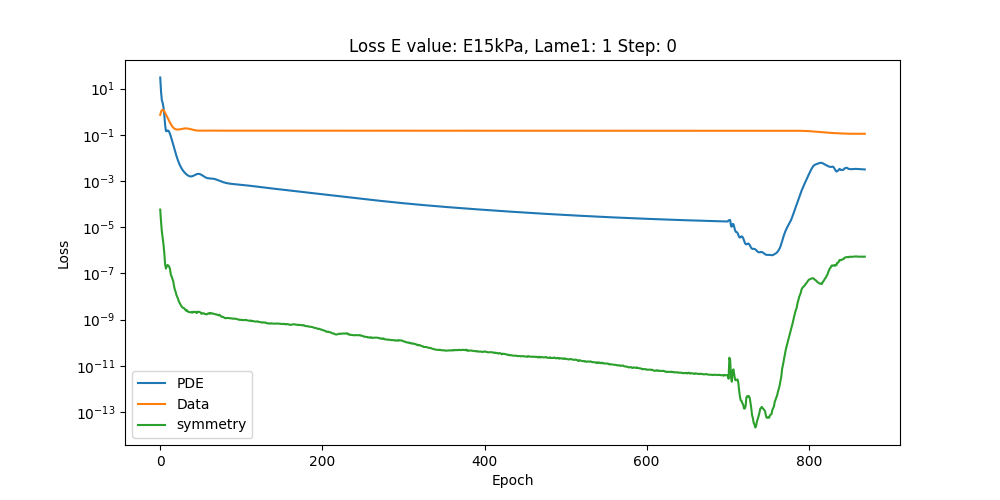 Loss E value: E15kPa, Lame1: 1 Step: 0
Loss
10^1
10^-1
10^-3
10^-5
10^-7
10^-9
10^-11
10^-13
PDE
Data
symmetry
0 200 400 600 800
Epoch